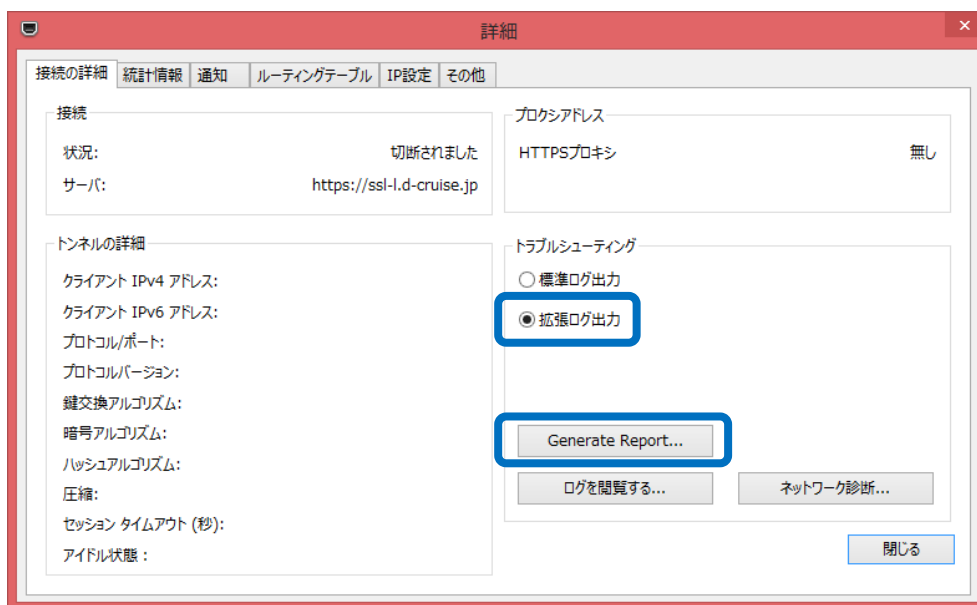 詳細
接続の詳細 統計情報 通知 ルーティングテーブル IP設定 その他
接続
状況: 切断されました
サーバ: https://ssl-l.d-cruise.jp
プロクシアドレス
HTTPSプロキシ 無し
トンネルの詳細
クライアント IPv4 アドレス:
クライアント IPv6 アドレス:
プロトコル/ポート:
プロトコルバージョン:
鍵交換アルゴリズム:
暗号アルゴリズム:
ハッシュアルゴリズム:
圧縮:
セッション タイムアウト (秒):
アイドル状態 :
トラブルシューティング
標準ログ出力
拡張ログ出力
Generate Report...
ログを閲覧する... ネットワーク診断...
閉じる